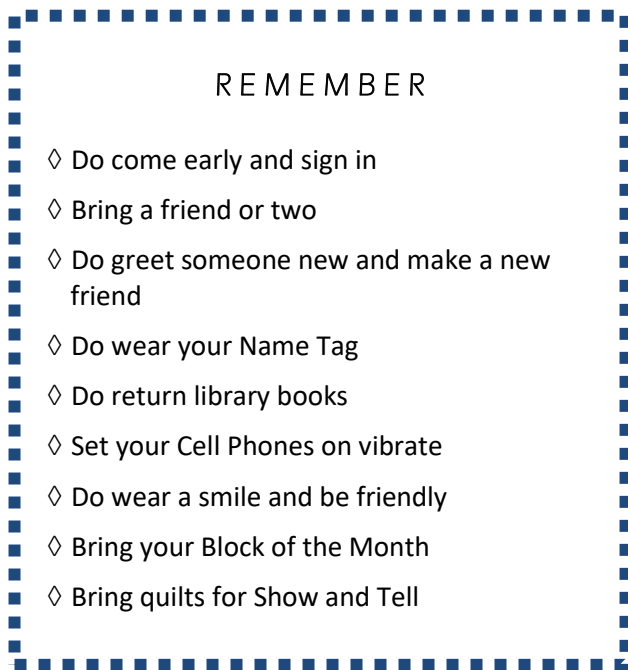 REMEMBER
◊ Do come early and sign in
◊ Bring a friend or two
◊ Do greet someone new and make a new
friend
◊ Do wear your Name Tag
◊ Do return library books
◊ Set your Cell Phones on vibrate
◊ Do wear a smile and be friendly
◊ Bring your Block of the Month
◊ Bring quilts for Show and Tell